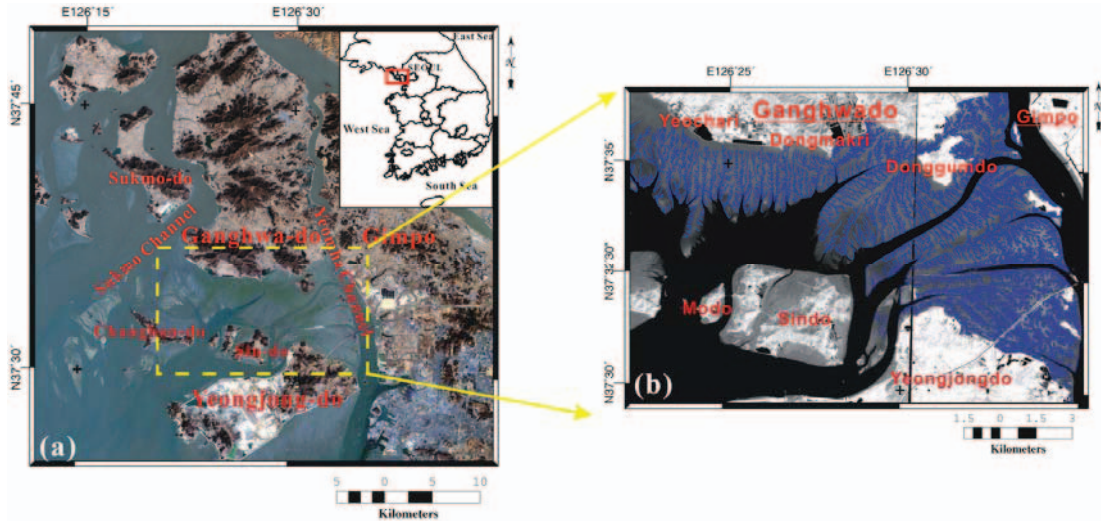 E126°15' E126°30'
N37°45'
N37°30'
East Sea
SEOUL
West Sea
South Sea
N
Sukmo-do
Sukmo Channel
Ganghwa-do
Gimpo
Yeomha Channel
Changbon-do
Sin-do
Yeongjong-do
(a)
5 0 5 10
Kilometers
E126°25' E126°30'
N37°35'
N37°32'30
N37°30'
N
Yeochari
Ganghwado
Dongmakri
Gimpo
Donggumdo
Modo
Sindo
Yeongjongdo
(b)
1.5 0 1.5 3
Kilometers